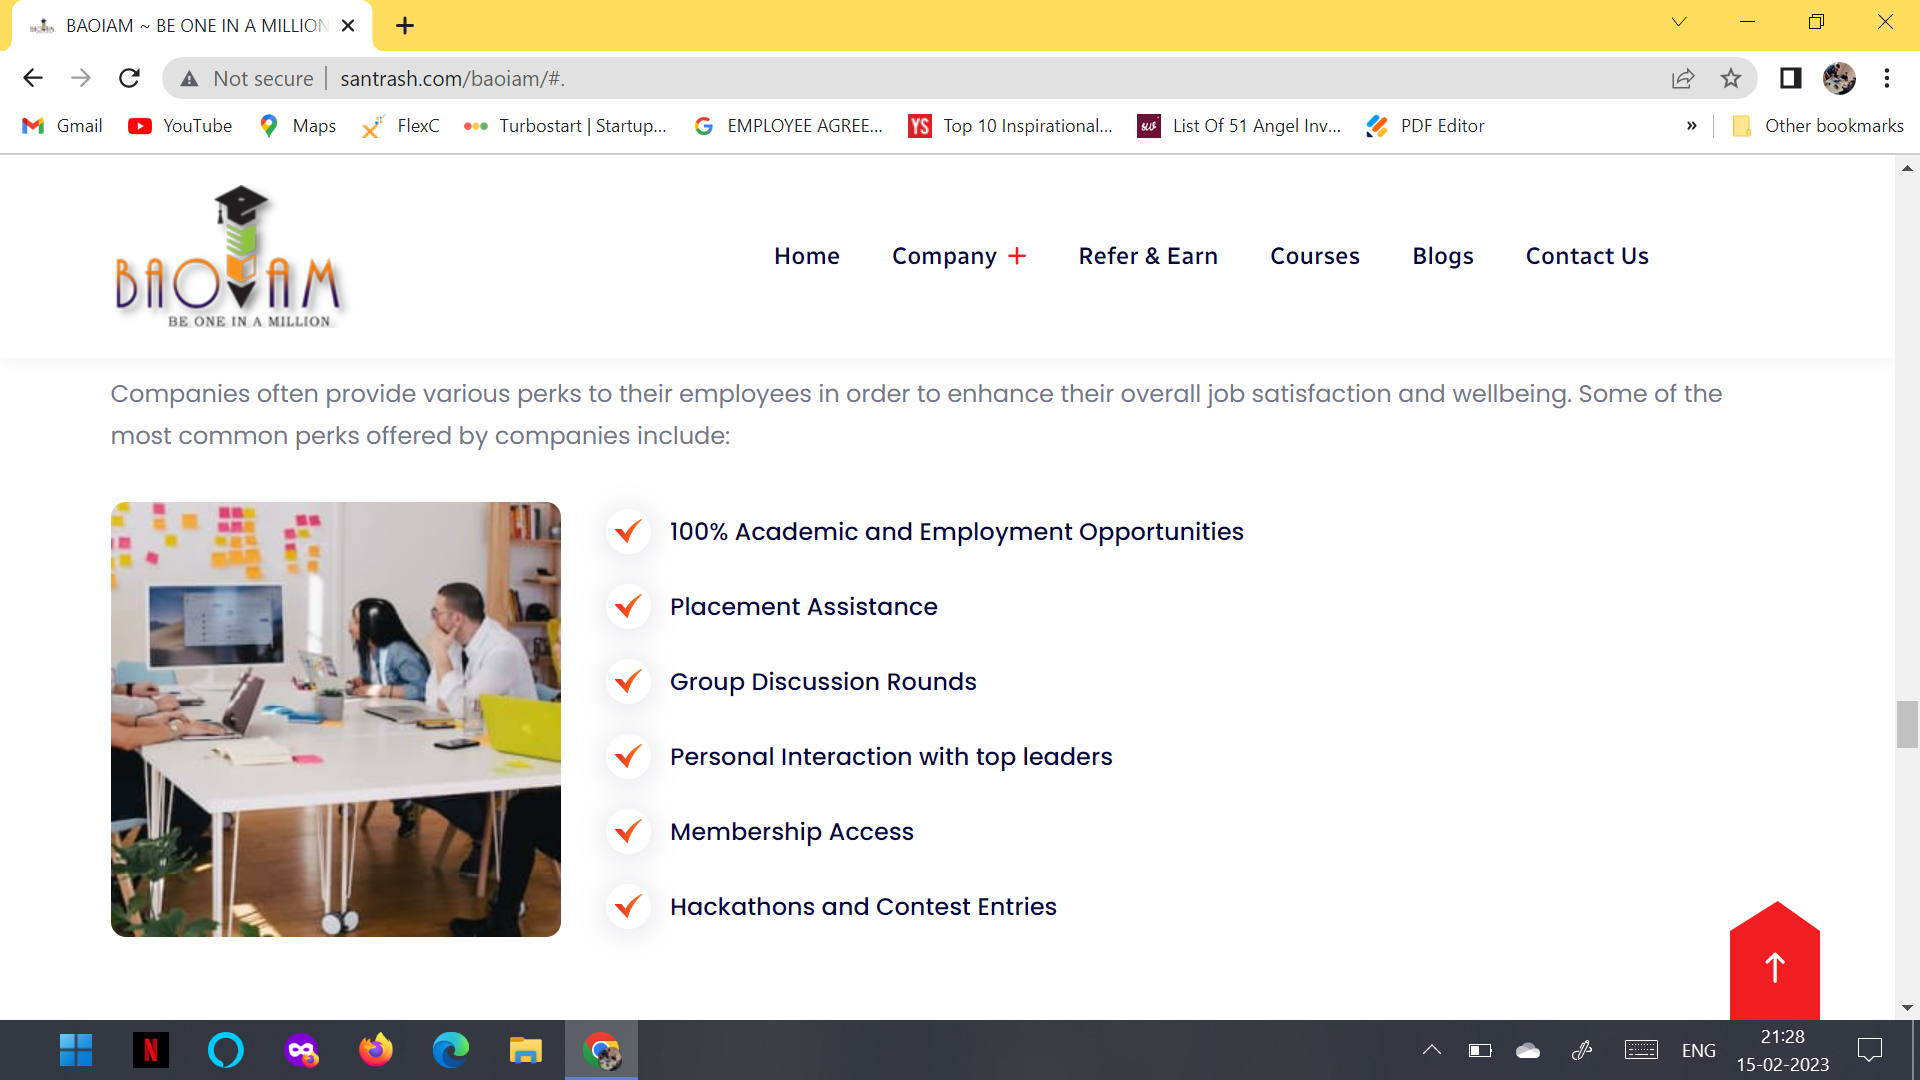 BAOIAM ~ BE ONE IN A MILLION
Not secure
santrash.com/baoiam/#.
Gmail
YouTube
Maps
FlexC
Turbostart | Startup...
EMPLOYEE AGREE...
YS
Top 10 Inspirational...
sw
List Of 51 Angel Inv...
PDF Editor
»
Other bookmarks
BAOIAM
BE ONE IN A MILLION
Home
Company +
Refer & Earn
Courses
Blogs
Contact Us
Companies often provide various perks to their employees in order to enhance their overall job satisfaction and wellbeing. Some of the
most common perks offered by companies include:
100% Academic and Employment Opportunities
Placement Assistance
Group Discussion Rounds
Personal Interaction with top leaders
Membership Access
Hackathons and Contest Entries
N
ENG
21:28
15-02-2023